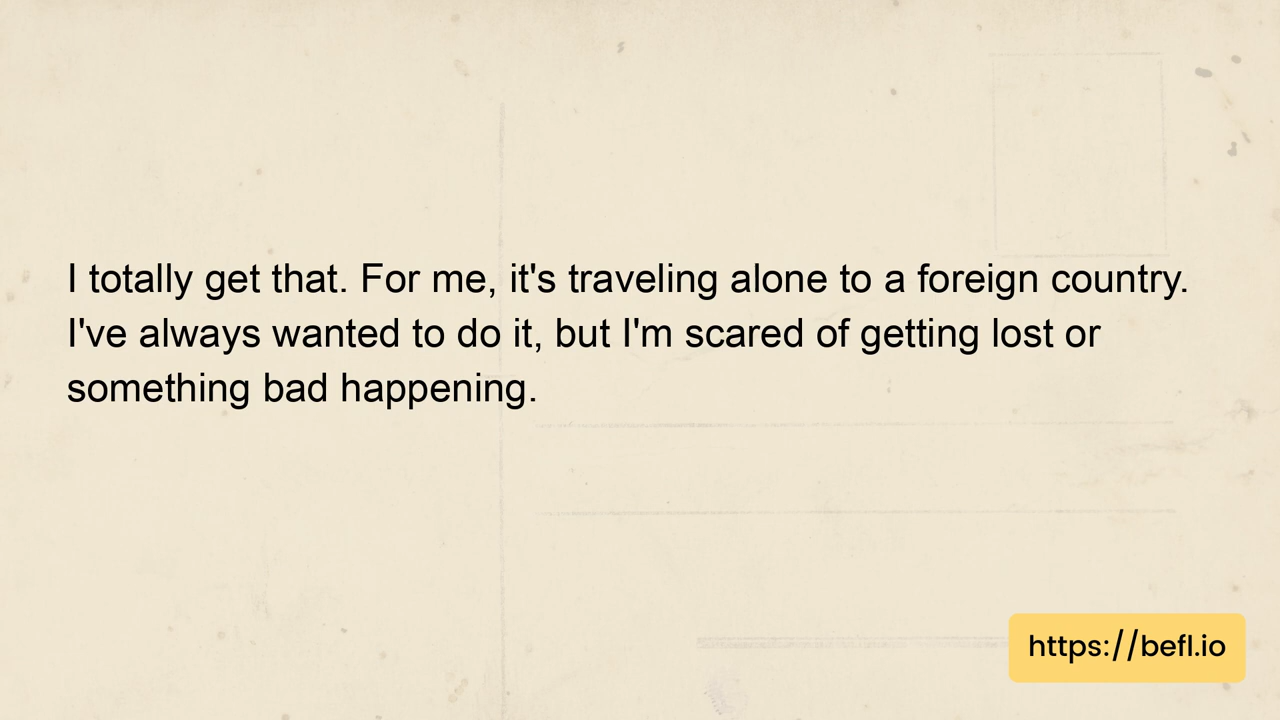 I totally get that. For me, it's traveling alone to a foreign country.
I've always wanted to do it, but I'm scared of getting lost or
something bad happening.
https://befl.io